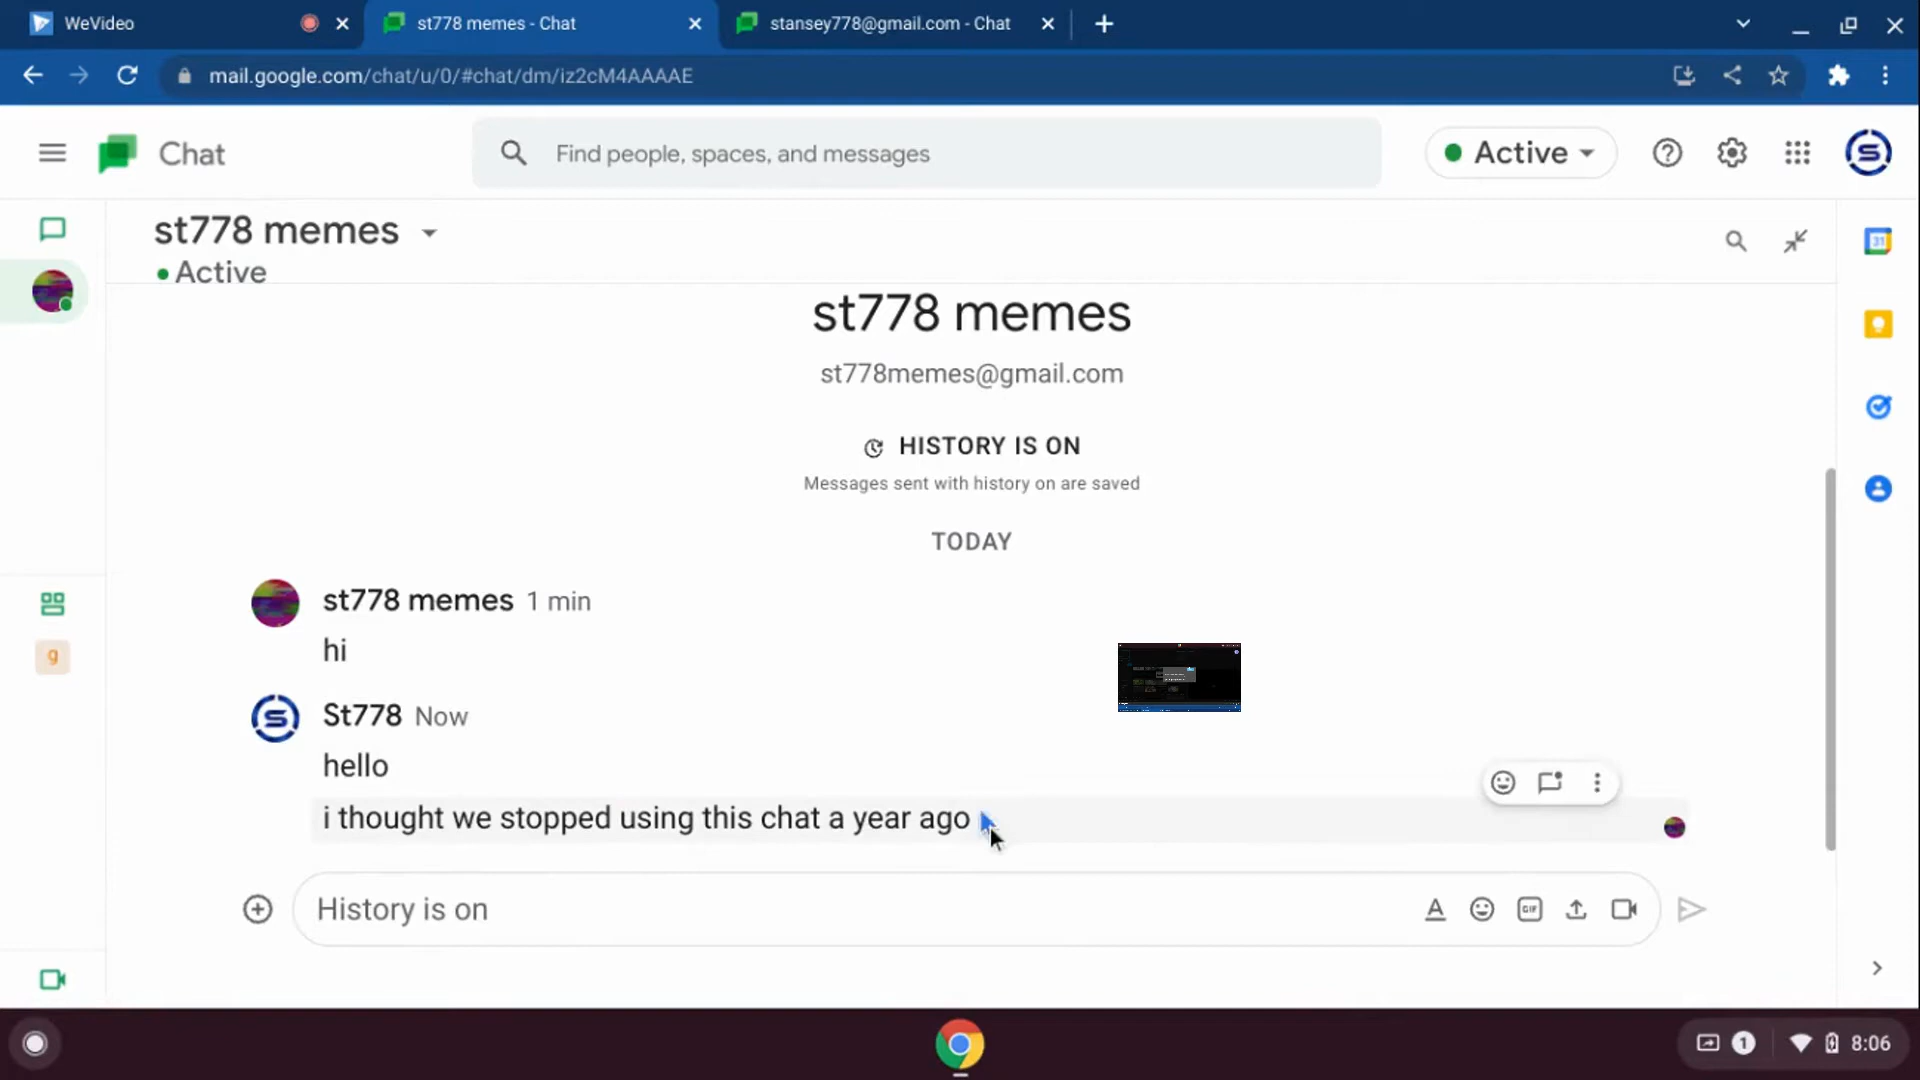 WeVideo
st778 memes - Chat
stansey778@gmail.com - Chat
mail.google.com/chat/u/0/#chat/dm/iz2cM4AAAAE
Chat
Find people, spaces, and messages
Active
S
st778 memes
Active
31
st778 memes
st778memes@gmail.com
HISTORY IS ON
Messages sent with history on are saved
TODAY
st778 memes 1 min
hi
g
S
St778 Now
hello
i thought we stopped using this chat a year ago
History is on
A
GIF
1
8:06